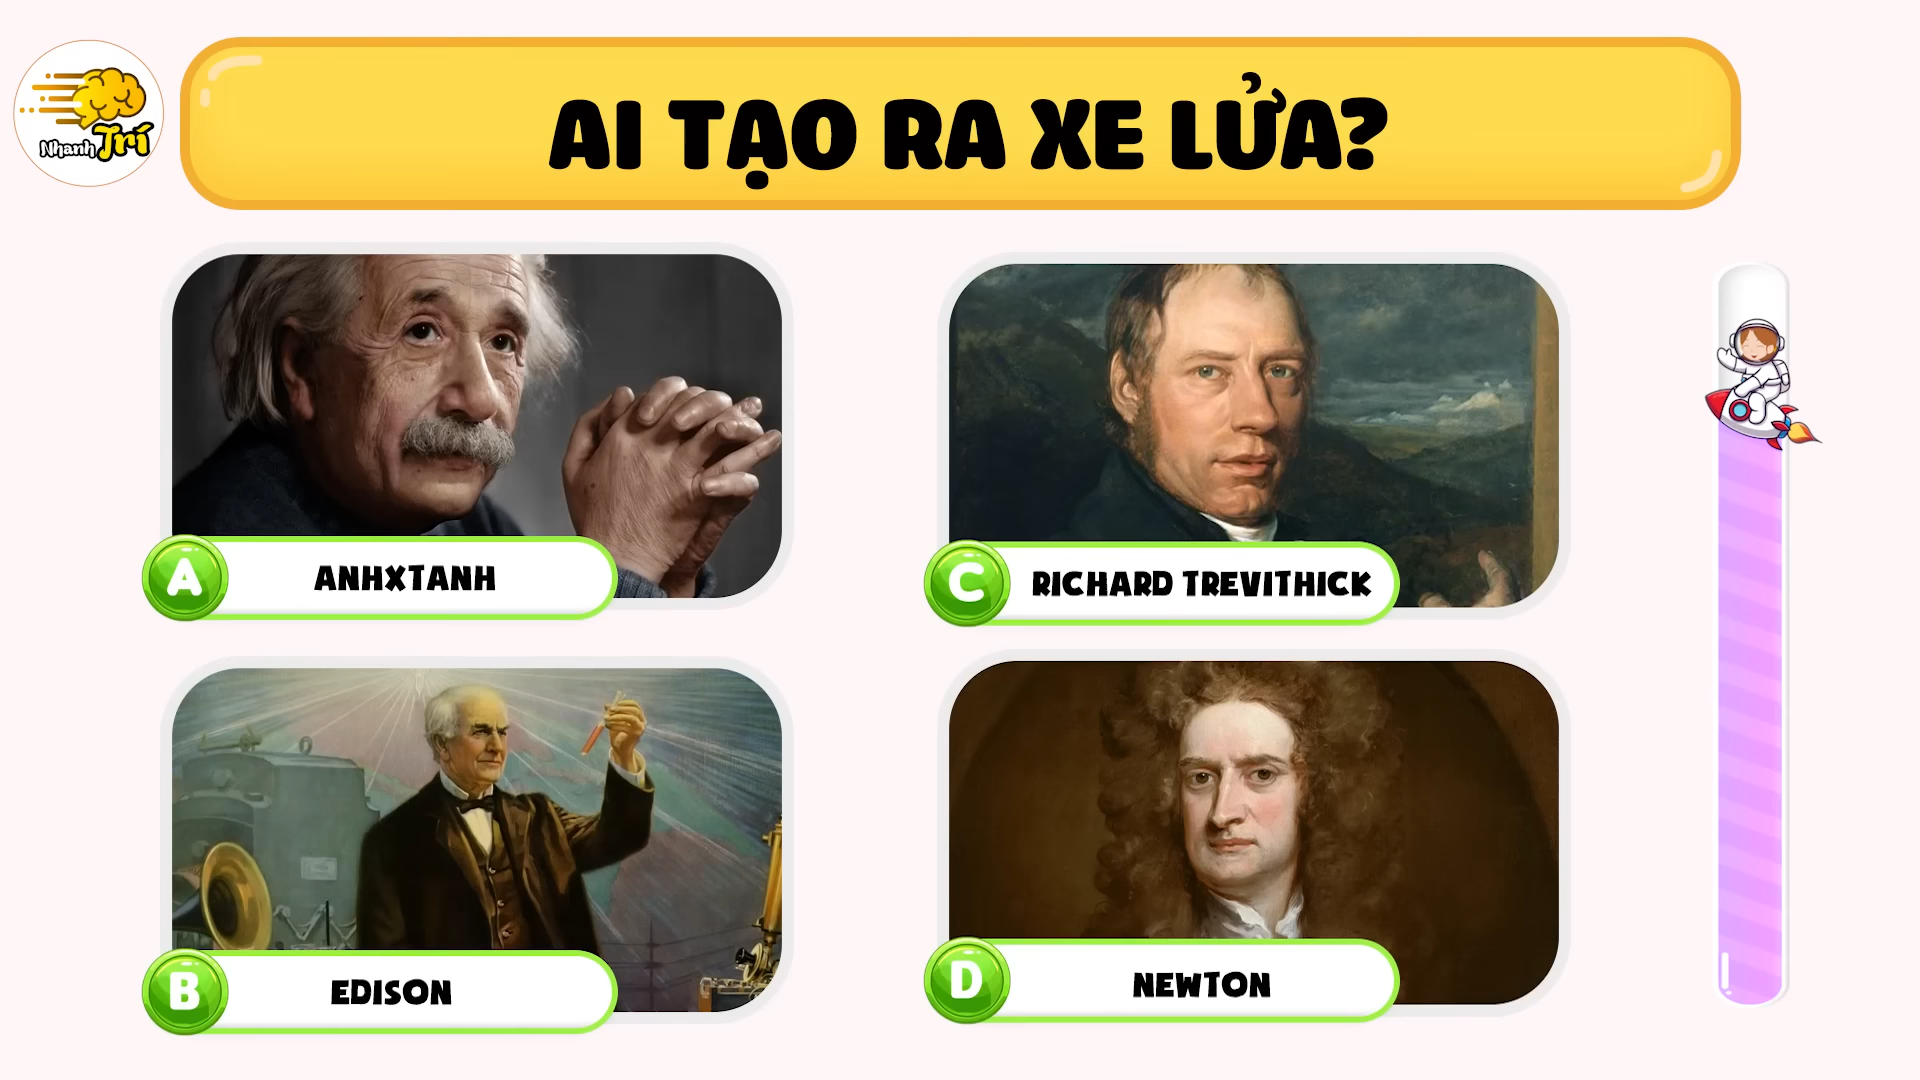 Nhanh Trí
AI TẠO RA XE LỬA?
A ANHXTANH
C RICHARD TREVITHICK
B EDISON
D NEWTON